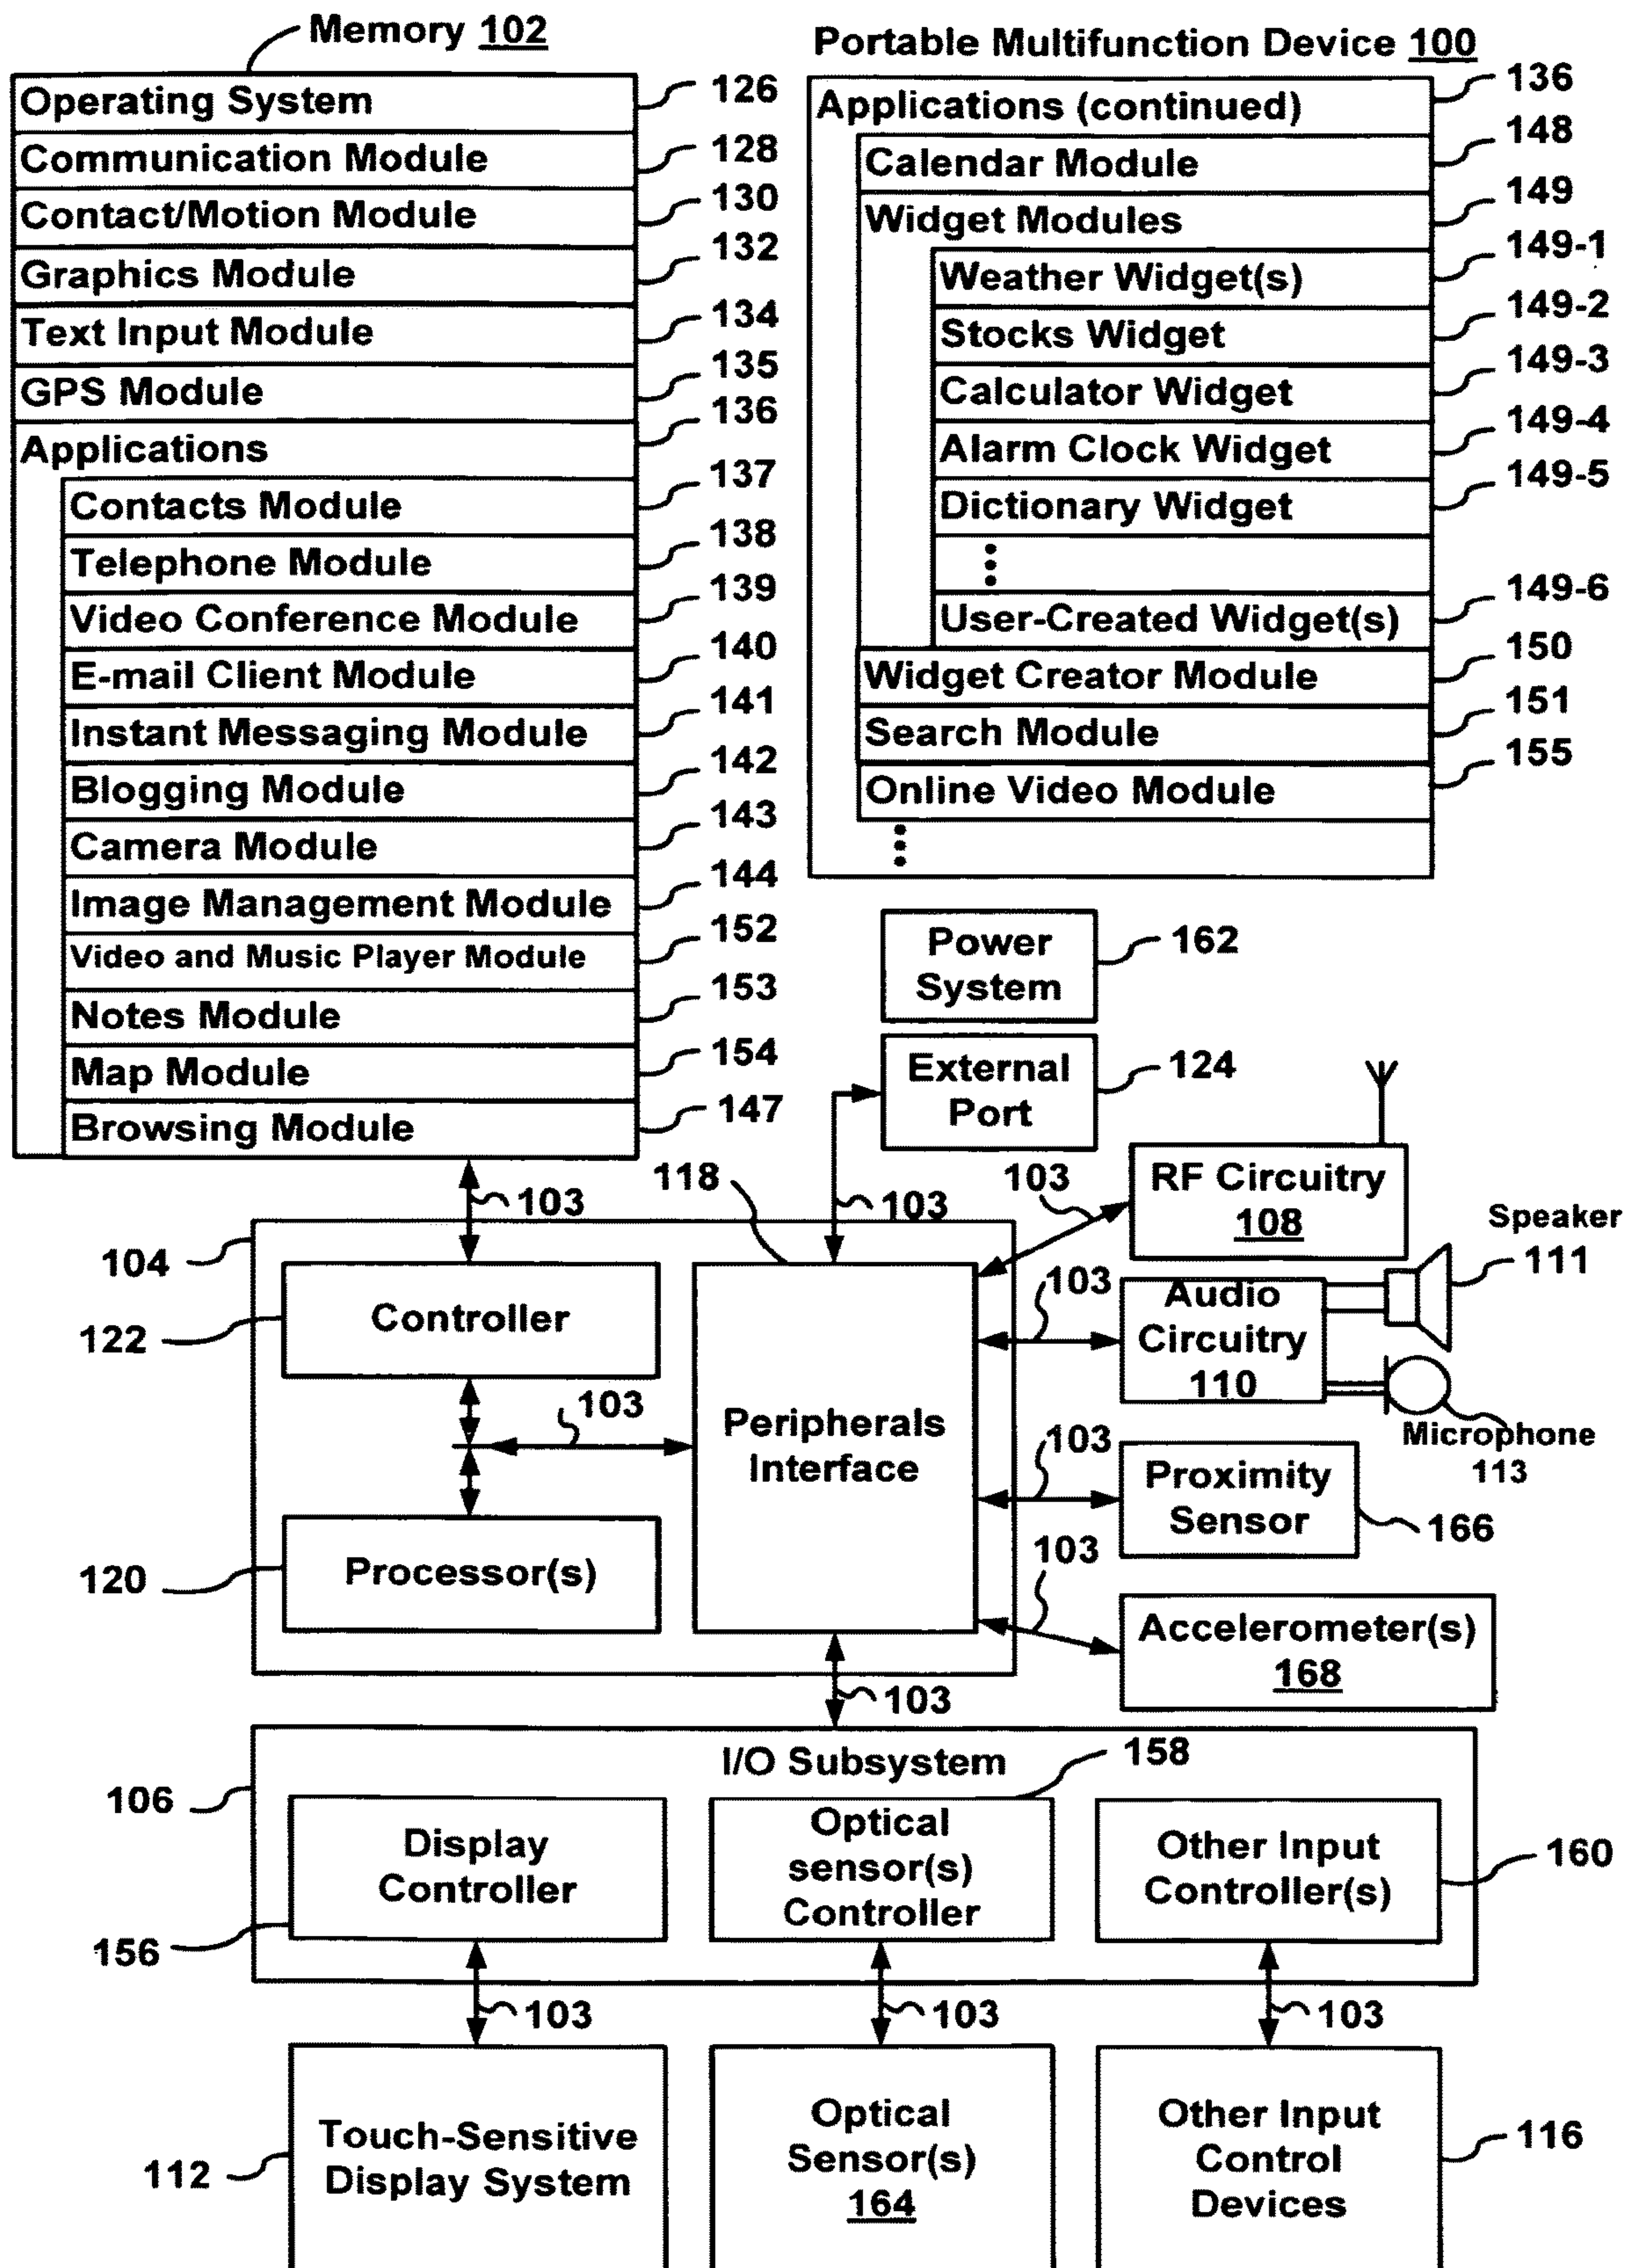 Memory 102
Operating System 126
Communication Module 128
Contact/Motion Module 130
Graphics Module 132
Text Input Module 134
GPS Module 135
Applications 136
Contacts Module 137
Telephone Module 138
Video Conference Module 139
E-mail Client Module 140
Instant Messaging Module 141
Blogging Module 142
Camera Module 143
Image Management Module 144
Video and Music Player Module 152
Notes Module 153
Map Module 154
Browsing Module 147
Portable Multifunction Device 100
Applications (continued) 136
Calendar Module 148
Widget Modules 149
Weather Widget(s) 149-1
Stocks Widget 149-2
Calculator Widget 149-3
Alarm Clock Widget 149-4
Dictionary Widget 149-5
User-Created Widget(s) 149-6
Widget Creator Module 150
Search Module 151
Online Video Module 155
Power
System
162
External
Port
124
103
118
103
103
RF Circuitry
108
Speaker
111
104
Controller
122
103
Audio
Circuitry
110
103
Peripherals
Interface
Microphone
113
103
Proximity
Sensor
166
Processor(s)
120
103
Accelerometer(s)
168
103
I/O Subsystem
106
158
Display
Controller
156
Optical
sensor(s)
Controller
Other Input
Controller(s)
160
103
103
103
Touch-Sensitive
Display System
112
Optical
Sensor(s)
164
Other Input
Control
Devices
116